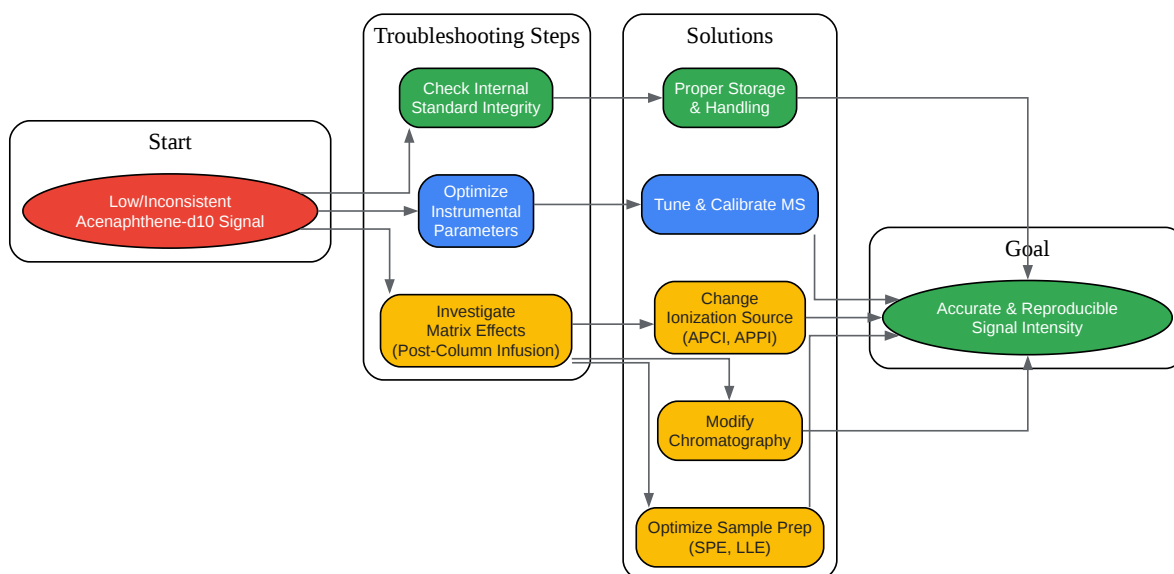 Start
Low/Inconsistent
Acenaphthene-d10 Signal
Troubleshooting Steps
Check Internal
Standard Integrity
Optimize
Instrumental
Parameters
Investigate
Matrix Effects
(Post-Column Infusion)
Solutions
Proper Storage
& Handling
Tune & Calibrate MS
Change
Ionization Source
(APCI, APPI)
Modify
Chromatography
Optimize Sample Prep
(SPE, LLE)
Goal
Accurate & Reproducible
Signal Intensity